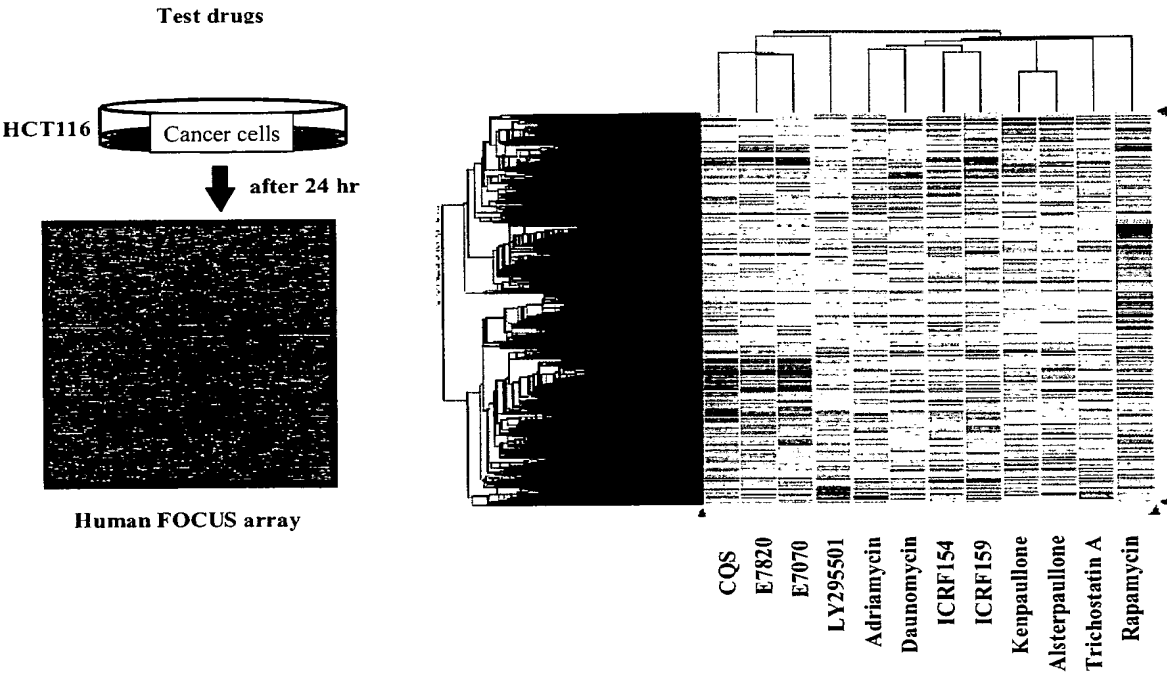 Test drugs
HCT116
Cancer cells
after 24 hr
Human FOCUS array
CQS
E7820
E7070
LY295501
Adriamycin
Daunomycin
ICRF154
ICRF159
Kenpaullone
Alsterpaullone
Trichostatin A
Rapamycin